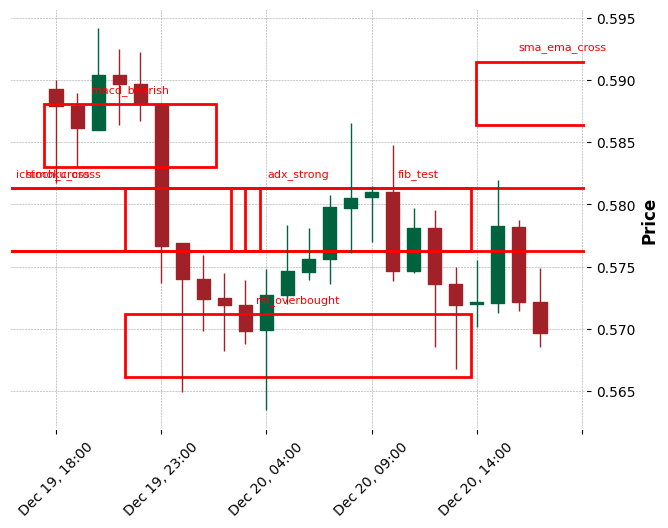 0.595
sma_ema_cross
0.590
macd_bearish
0.585
stoch_cross
adx_strong
fib_test
0.580
Price
0.575
rsi_overbought
0.570
0.565
Dec 19, 18:00
Dec 19, 23:00
Dec 20, 04:00
Dec 20, 09:00
Dec 20, 14:00